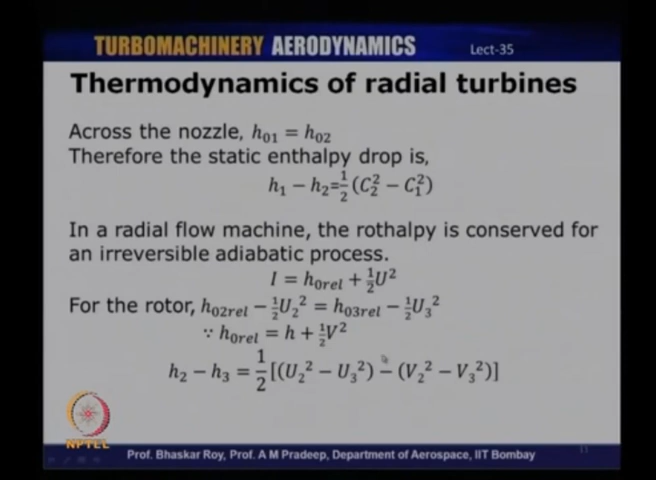 TURBOMACHINERY AERODYNAMICS Lect-35
Thermodynamics of radial turbines
Across the nozzle, h₀₁ = h₀₂
Therefore the static enthalpy drop is,
h₁ − h₂=½(C₂² − C₁²)
In a radial flow machine, the rothalpy is conserved for
an irreversible adiabatic process.
I = h₀rel + ½U²
For the rotor, h₀₂rel − ½U₂² = h₀₃rel − ½U₃²
∵ h₀rel = h + ½V²
h₂ − h₃ = ½[(U₂² − U₃²) − (V₂² − V₃²)]
NPTEL
Prof. Bhaskar Roy, Prof. A M Pradeep, Department of Aerospace, IIT Bombay
11